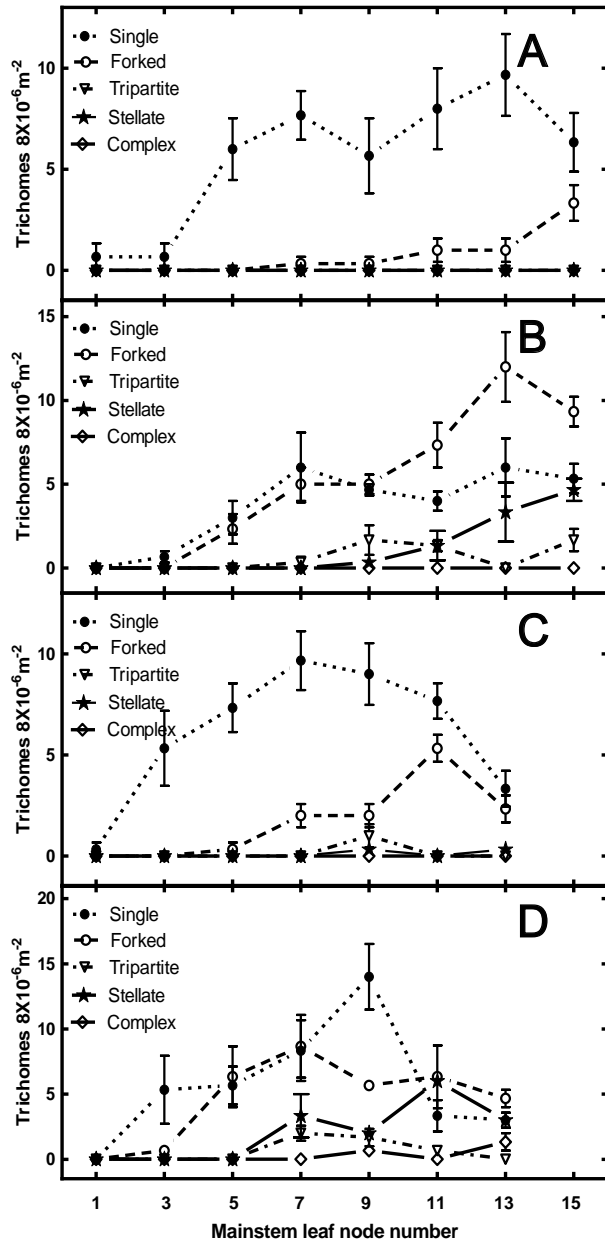 A
Single
Forked
Tripartite
Stellate
Complex
10
5
0
Trichomes 8X10⁻⁶m⁻²
B
Single
Forked
Tripartite
Stellate
Complex
15
10
5
0
Trichomes 8X10⁻⁶m⁻²
C
Single
Forked
Tripartite
Stellate
Complex
10
5
0
Trichomes 8X10⁻⁶m⁻²
D
Single
Forked
Tripartite
Stellate
Complex
20
15
10
5
0
Trichomes 8X10⁻⁶m⁻²
1 3 5 7 9 11 13 15
Mainstem leaf node number